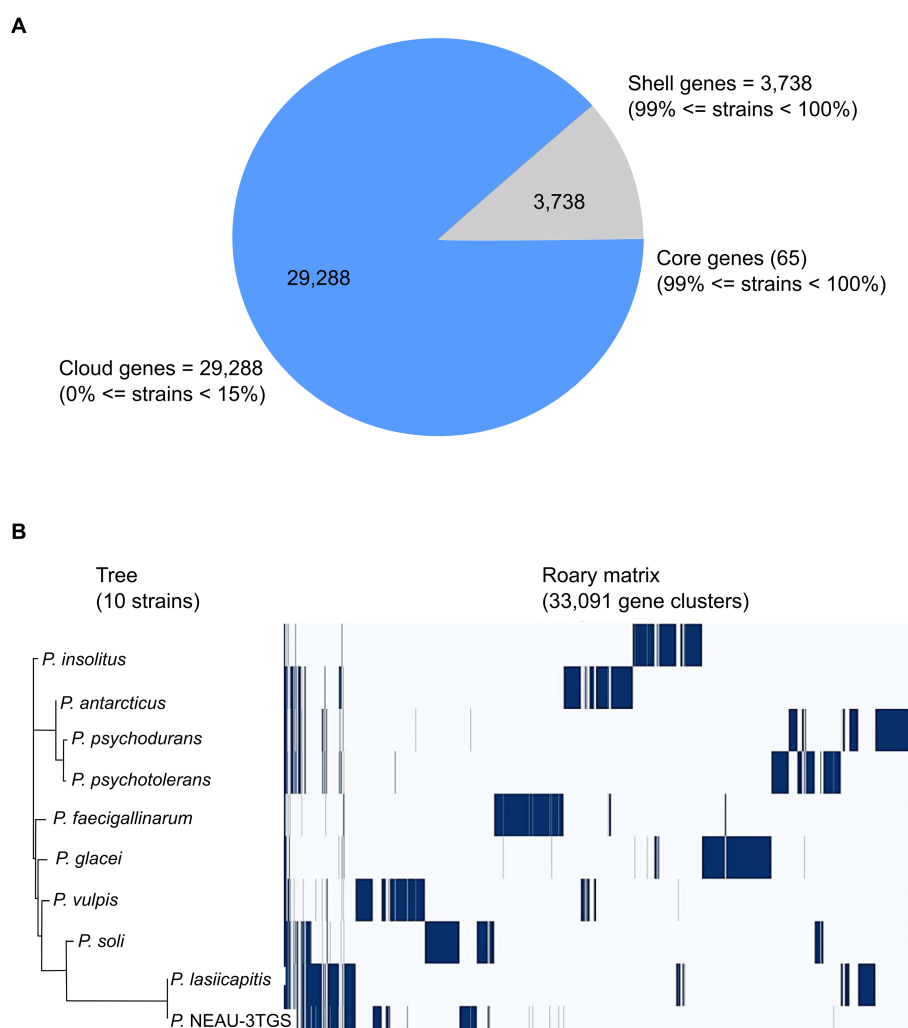 A
Shell genes = 3,738
(99% <= strains < 100%)
3,738
Core genes (65)
(99% <= strains < 100%)
29,288
Cloud genes = 29,288
(0% <= strains < 15%)
B
Tree
(10 strains)
Roary matrix
(33,091 gene clusters)
P. insolitus
P. antarcticus
P. psychodurans
P. psychotolerans
P. faecigallinarum
P. glacei
P. vulpis
P. soli
P. lasiicapitis
P. NEAU-3TGS